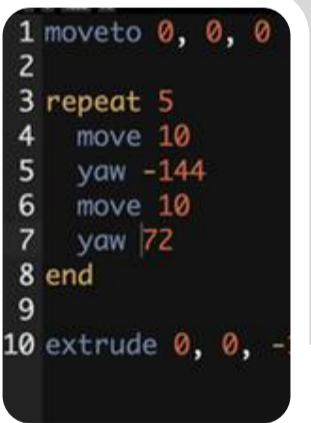 1 moveto 0, 0, 0
2
3 repeat 5
4 move 10
5 yaw -144
6 move 10
7 yaw 72
8 end
9
10 extrude 0, 0, -